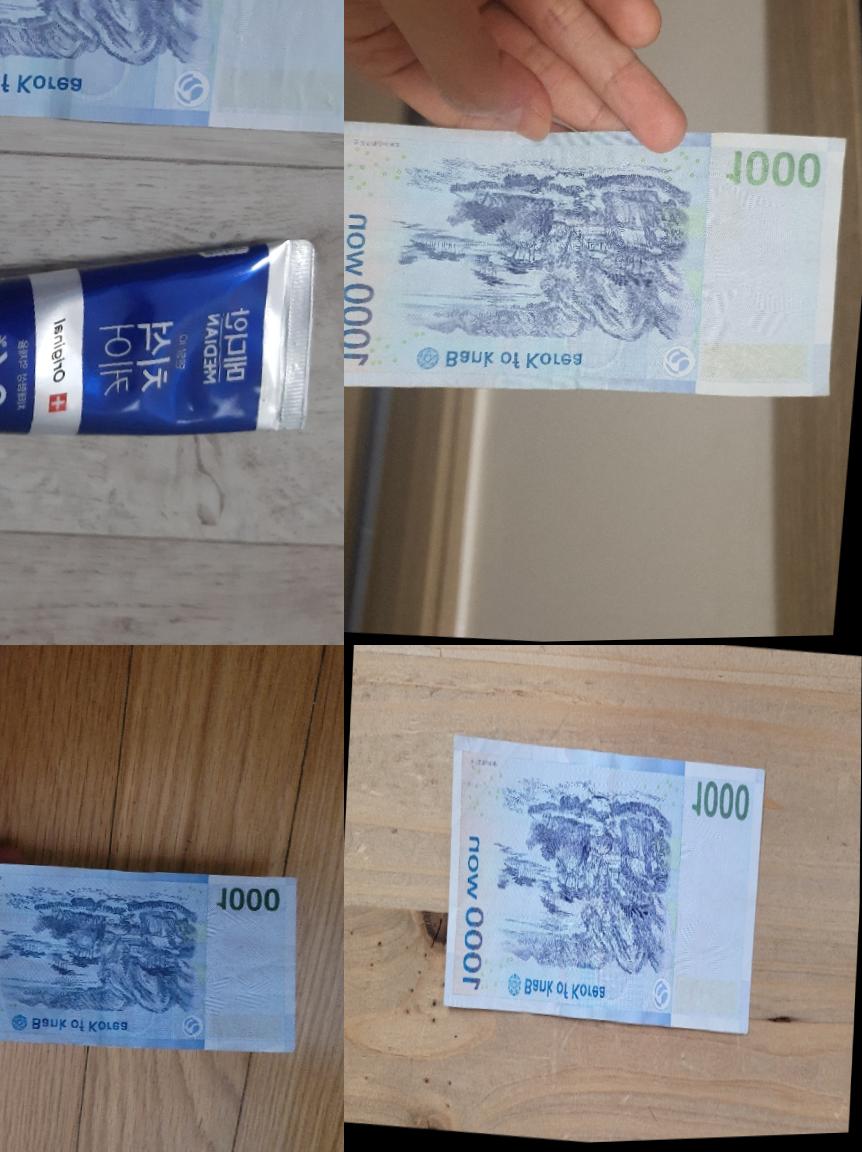 of Korea
메디안
MEDIAN
치석
Original
1000
1000 won
Bank of Korea
1000
Bank of Korea
1000
1000 won
Bank of Korea